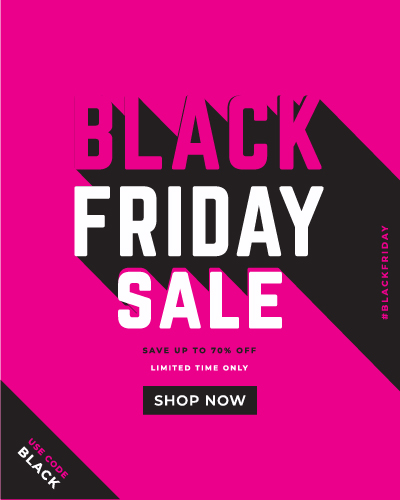 BLACK
FRIDAY
SALE
#BLACKFRIDAY
SAVE UP TO 70% OFF
LIMITED TIME ONLY
SHOP NOW
USE CODE
BLACK